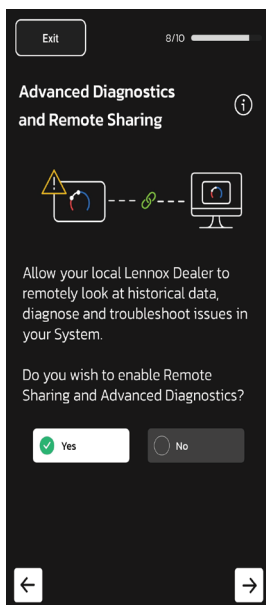 Exit
8/10
Advanced Diagnostics
and Remote Sharing
Allow your local Lennox Dealer to
remotely look at historical data,
diagnose and troubleshoot issues in
your System.
Do you wish to enable Remote
Sharing and Advanced Diagnostics?
Yes
No